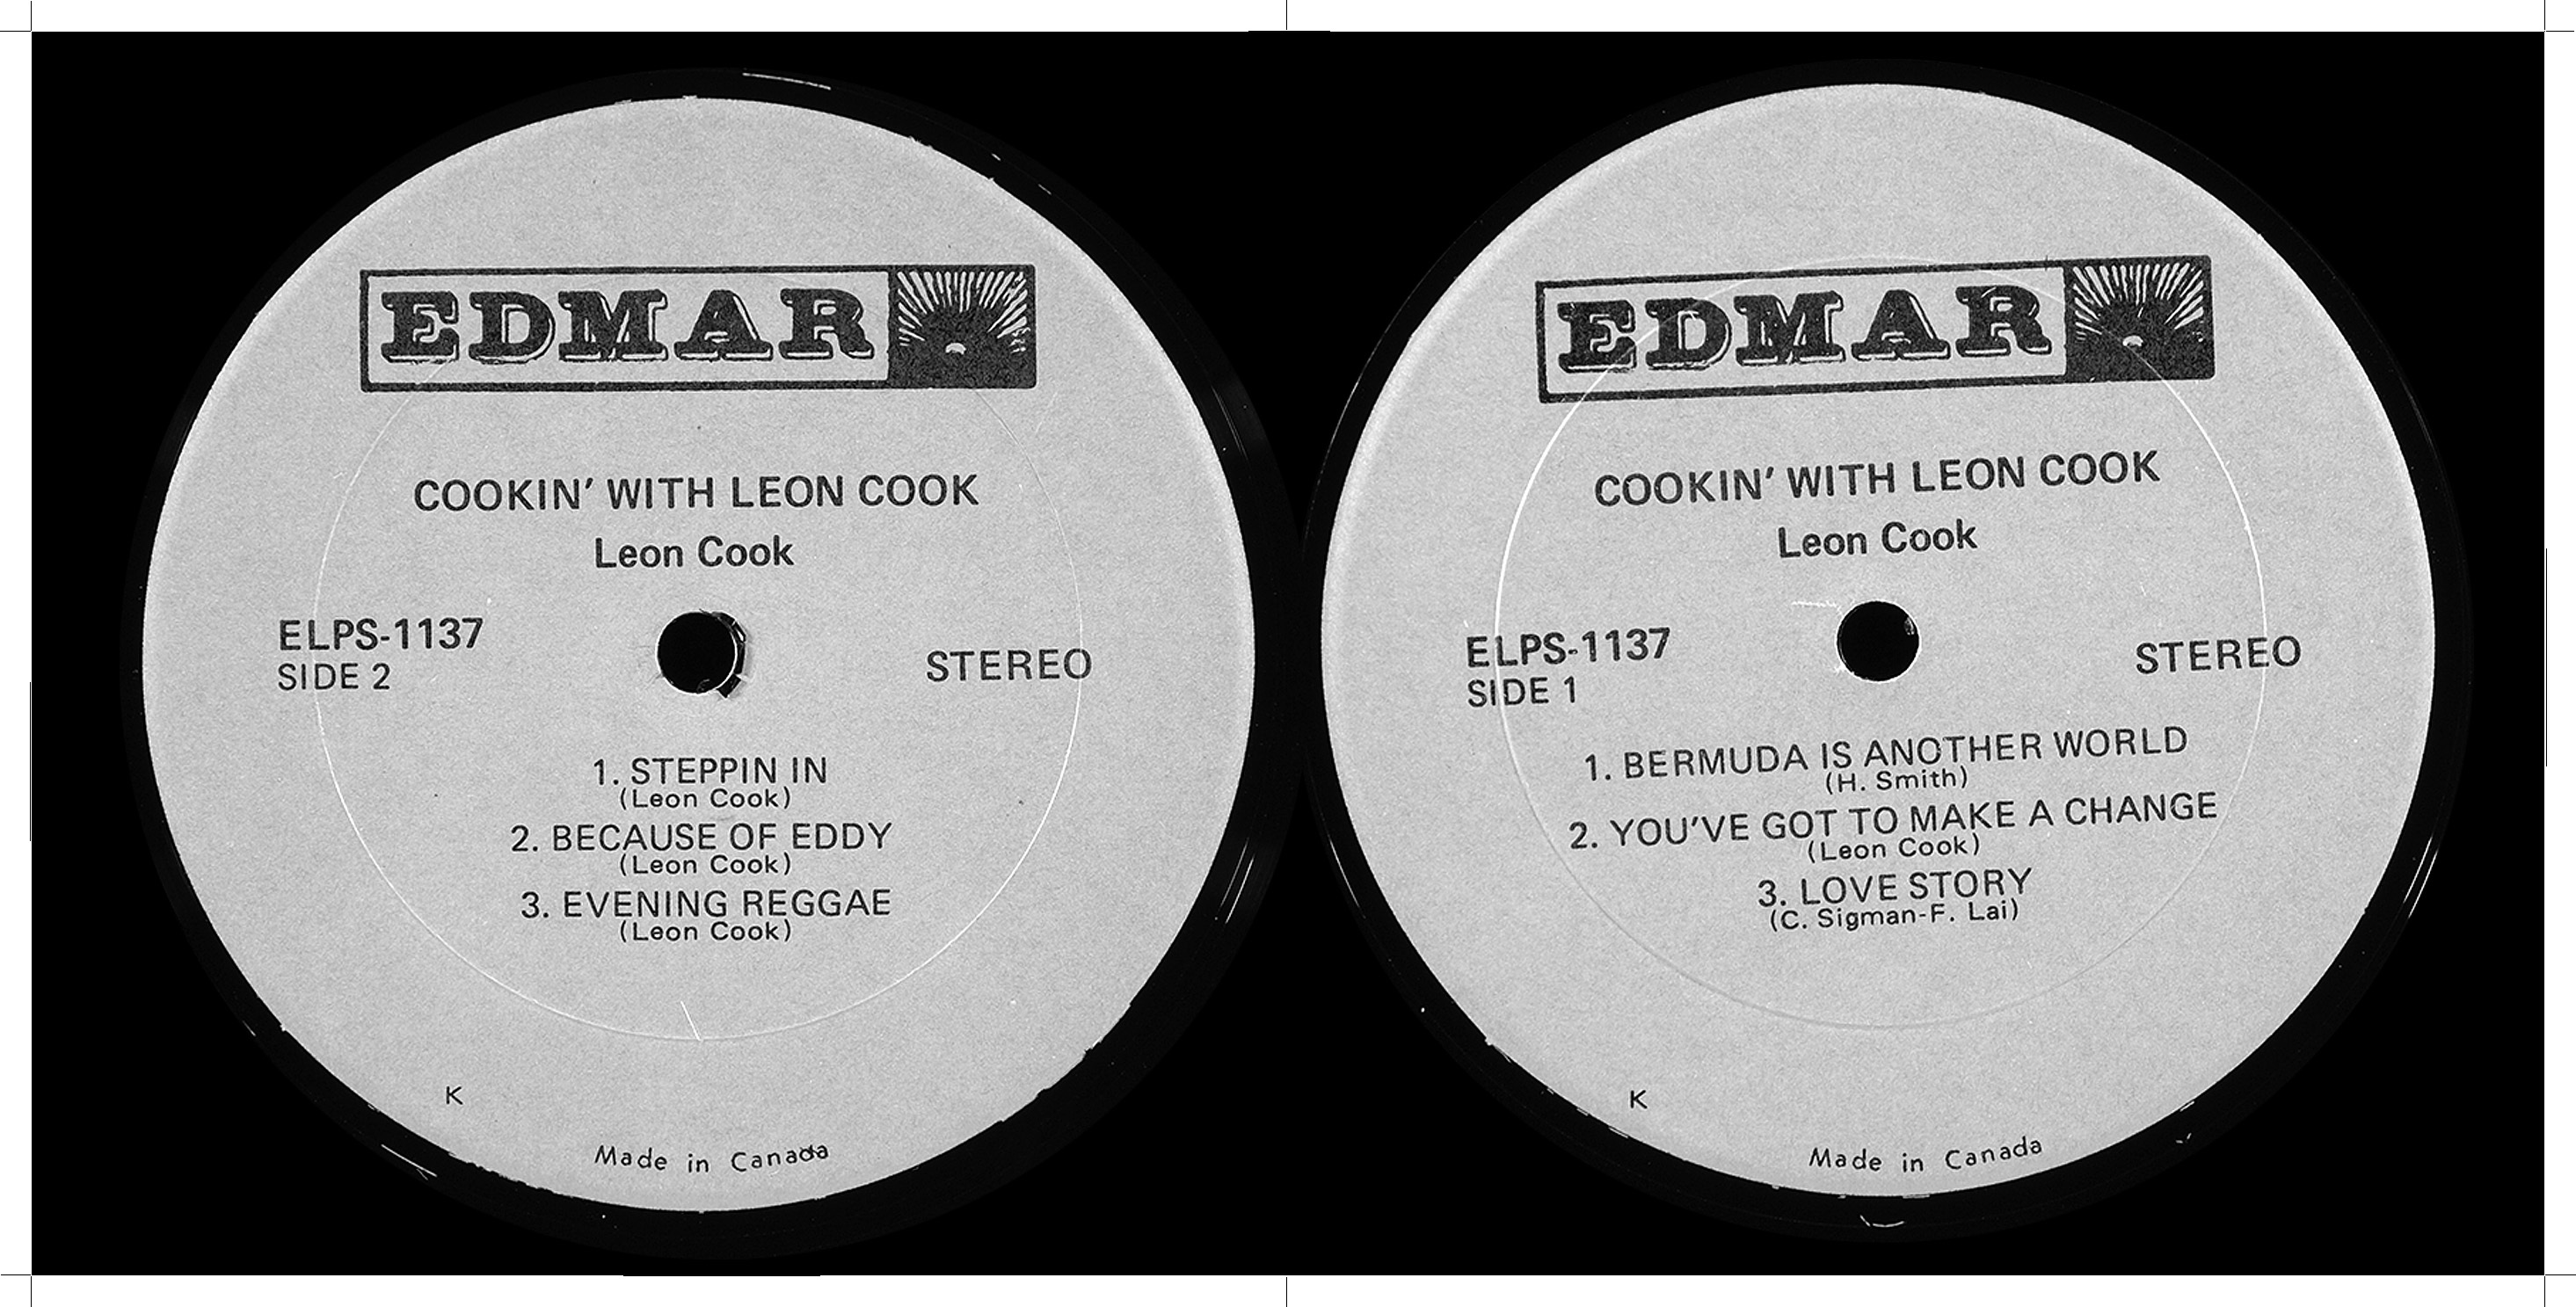 EDMAR
COOKIN' WITH LEON COOK
Leon Cook
ELPS-1137
SIDE 2
STEREO
1. STEPPIN IN
(Leon Cook)
2. BECAUSE OF EDDY
(Leon Cook)
3. EVENING REGGAE
(Leon Cook)
K
Made in Canada
EDMAR
COOKIN' WITH LEON COOK
Leon Cook
ELPS-1137
SIDE 1
STEREO
1. BERMUDA IS ANOTHER WORLD
(H. Smith)
2. YOU'VE GOT TO MAKE A CHANGE
(Leon Cook)
3. LOVE STORY
(C. Sigman-F. Lai)
K
Made in Canada